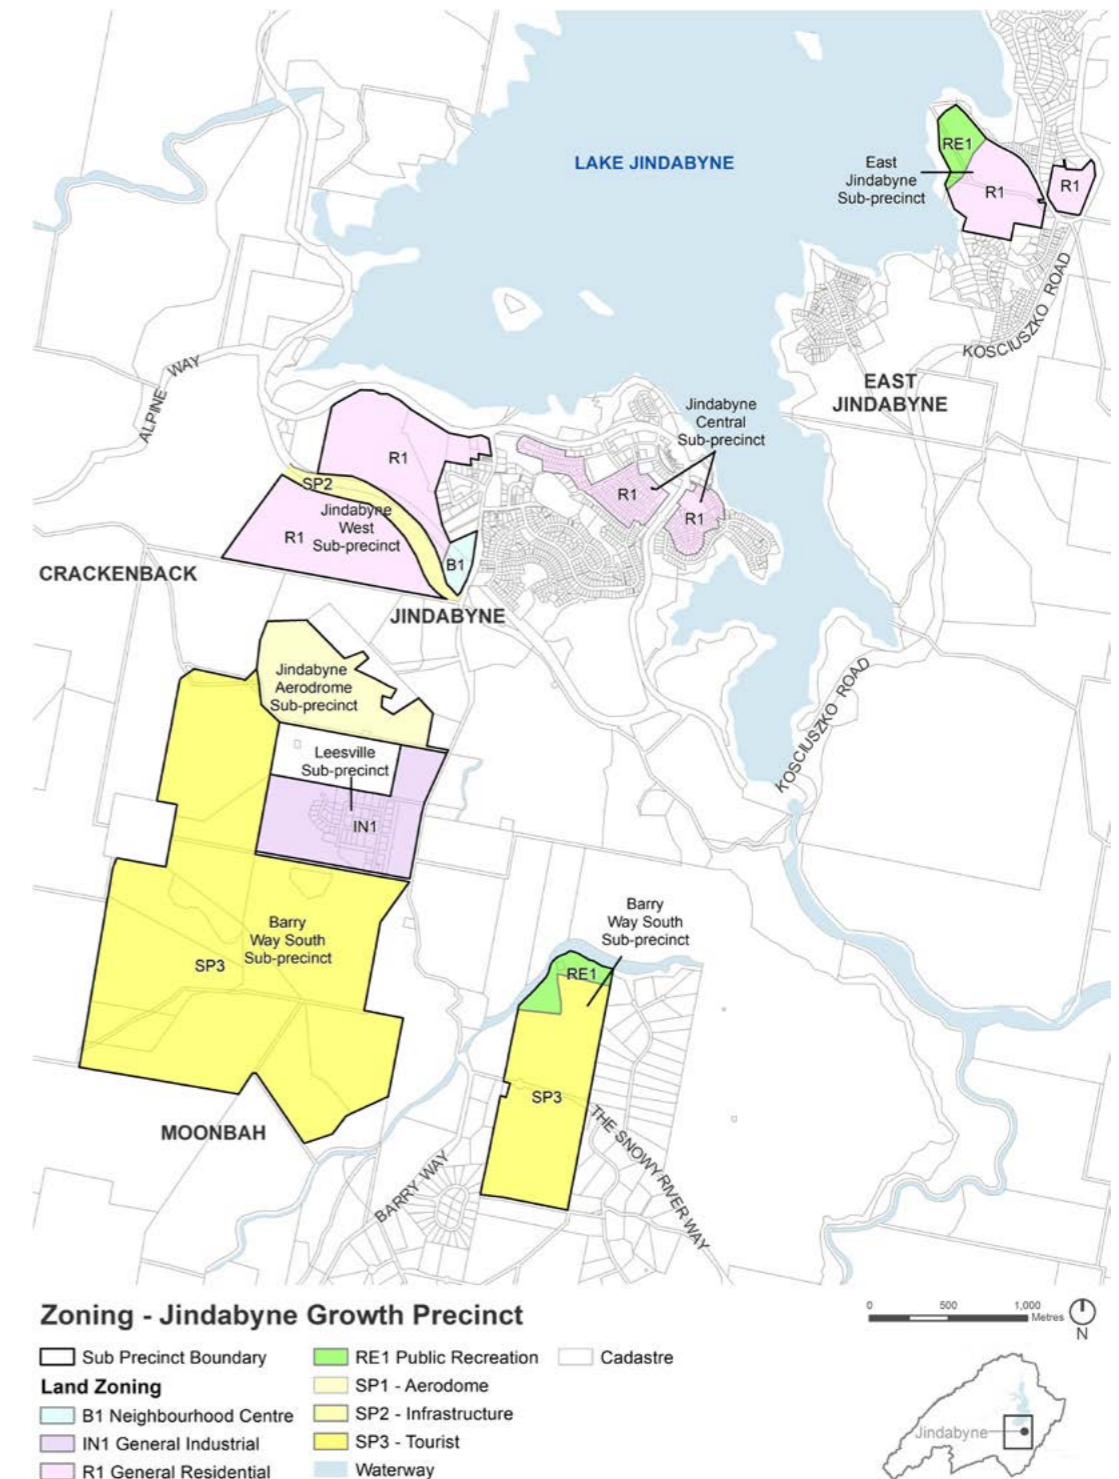 LAKE JINDABYNE
RE1
East
Jindabyne
Sub-precinct
R1
R1
KOSCIUSZKO ROAD
ALPINE WAY
EAST
JINDABYNE
Jindabyne
Central
Sub-precinct
R1
SP2
Jindabyne
West
Sub-precinct
R1
R1
R1
B1
CRACKENBACK
JINDABYNE
Jindabyne
Aerodrome
Sub-precinct
KOSCIUSZKO ROAD
Leesville
Sub-precinct
IN1
Barry
Way South
Sub-precinct
SP3
Barry
Way South
Sub-precinct
RE1
SP3
MOONBAH
THE SNOWY RIVER WAY
BARRY WAY
Zoning - Jindabyne Growth Precinct
0 500 1,000
Metres
N
Sub Precinct Boundary
Land Zoning
B1 Neighbourhood Centre
IN1 General Industrial
R1 General Residential
RE1 Public Recreation
SP1 - Aerodome
SP2 - Infrastructure
SP3 - Tourist
Waterway
Cadastre
Jindabyne